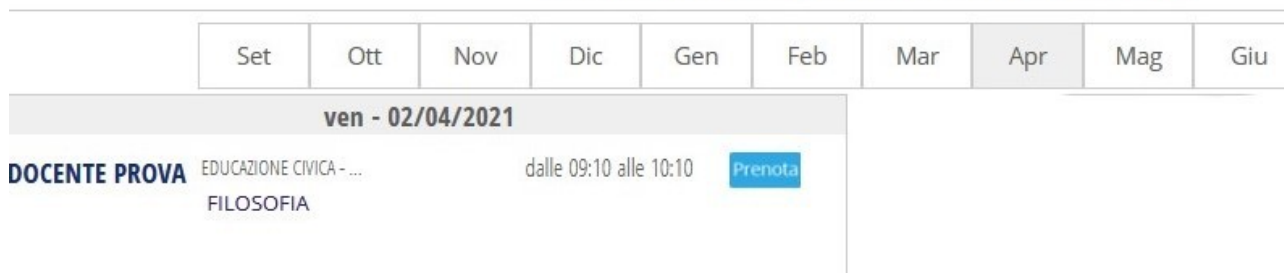 Set Ott Nov Dic Gen Feb Mar Apr Mag Giu
ven - 02/04/2021
DOCENTE PROVA EDUCAZIONE CIVICA - ... dalle 09:10 alle 10:10 Prenota
FILOSOFIA